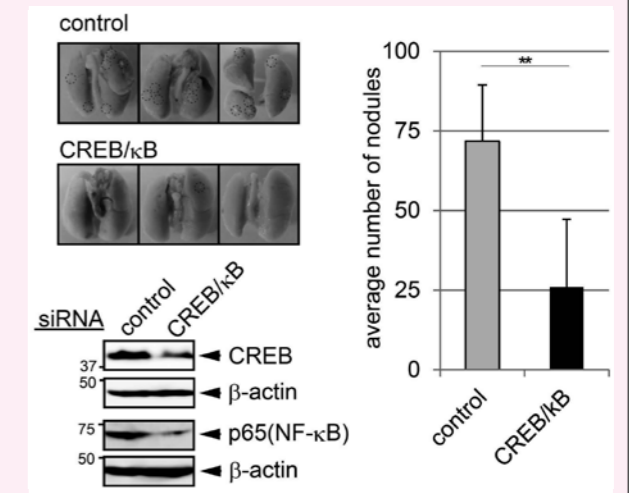 control
CREB/κB
siRNA
control
CREB/κB
37
CREB
50
β-actin
75
p65(NF-κB)
50
β-actin
average number of nodules
100
75
50
25
0
**
control
CREB/kB